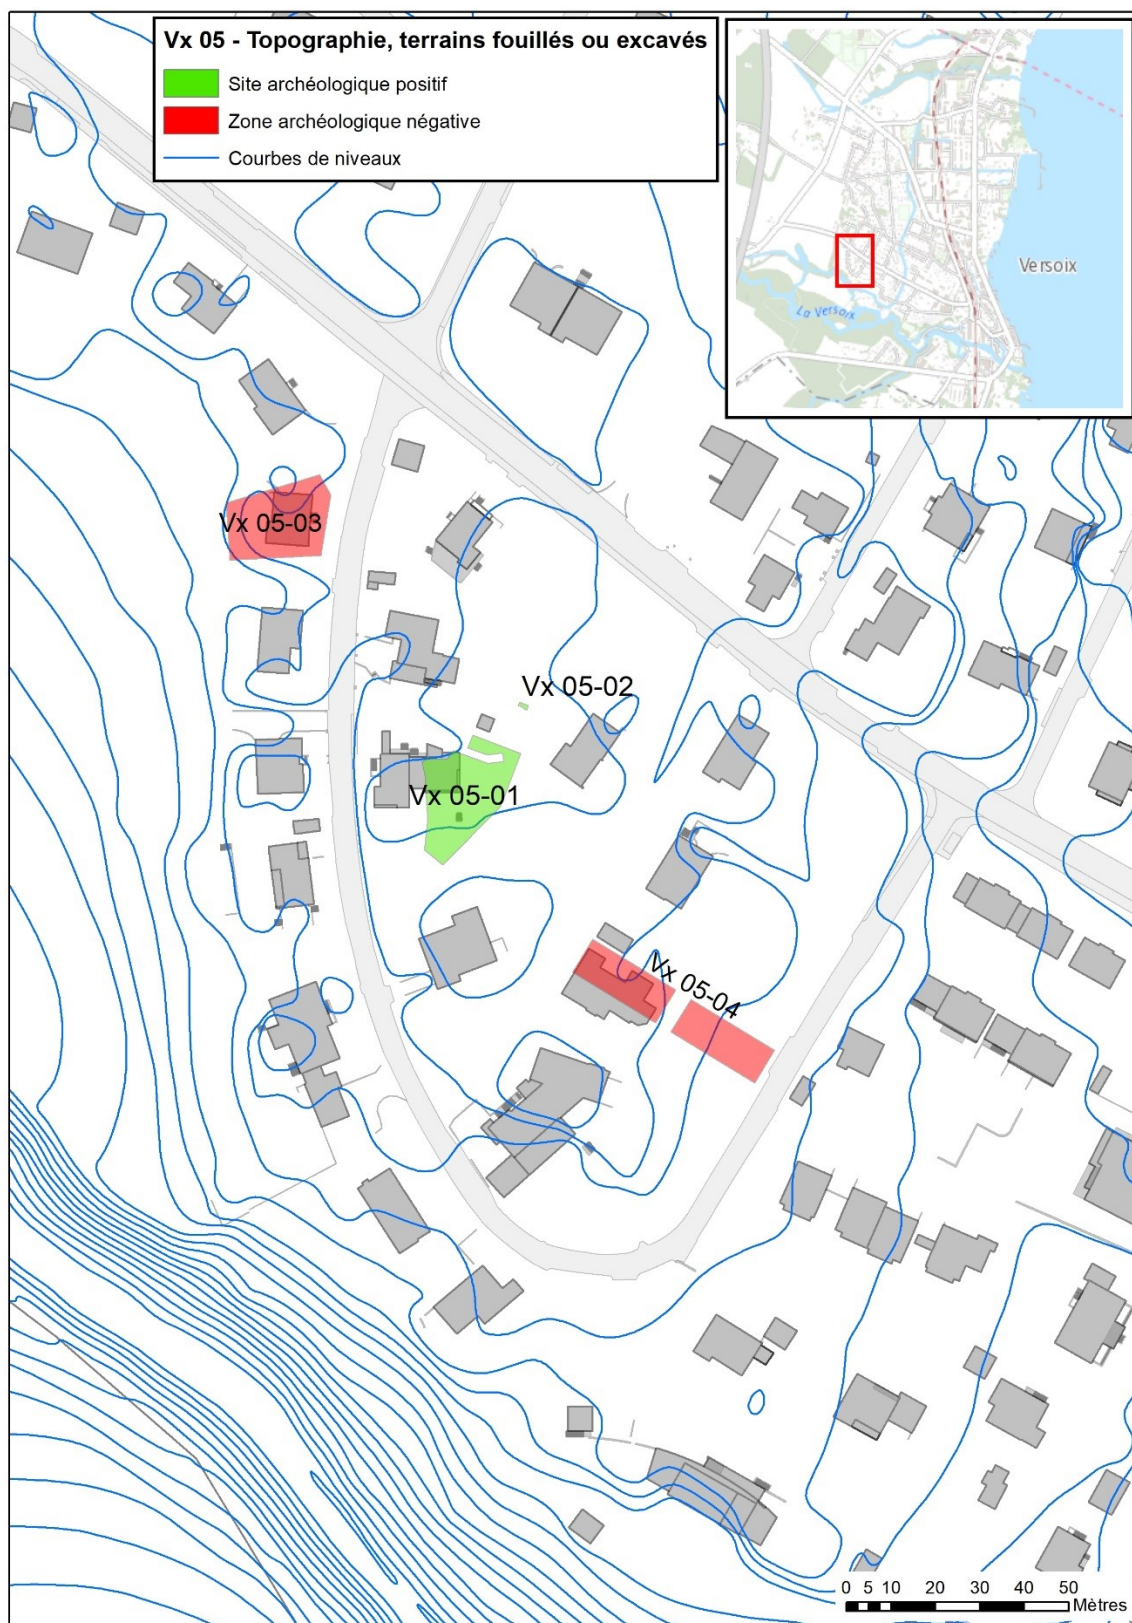 Vx 05 - Topographie, terrains fouillés ou excavés
Site archéologique positif
Zone archéologique négative
Courbes de niveaux
Versoix
La Versoix
Vx 05-03
Vx 05-02
Vx 05-01
Vx 05-04
0 5 10 20 30 40 50
Mètres